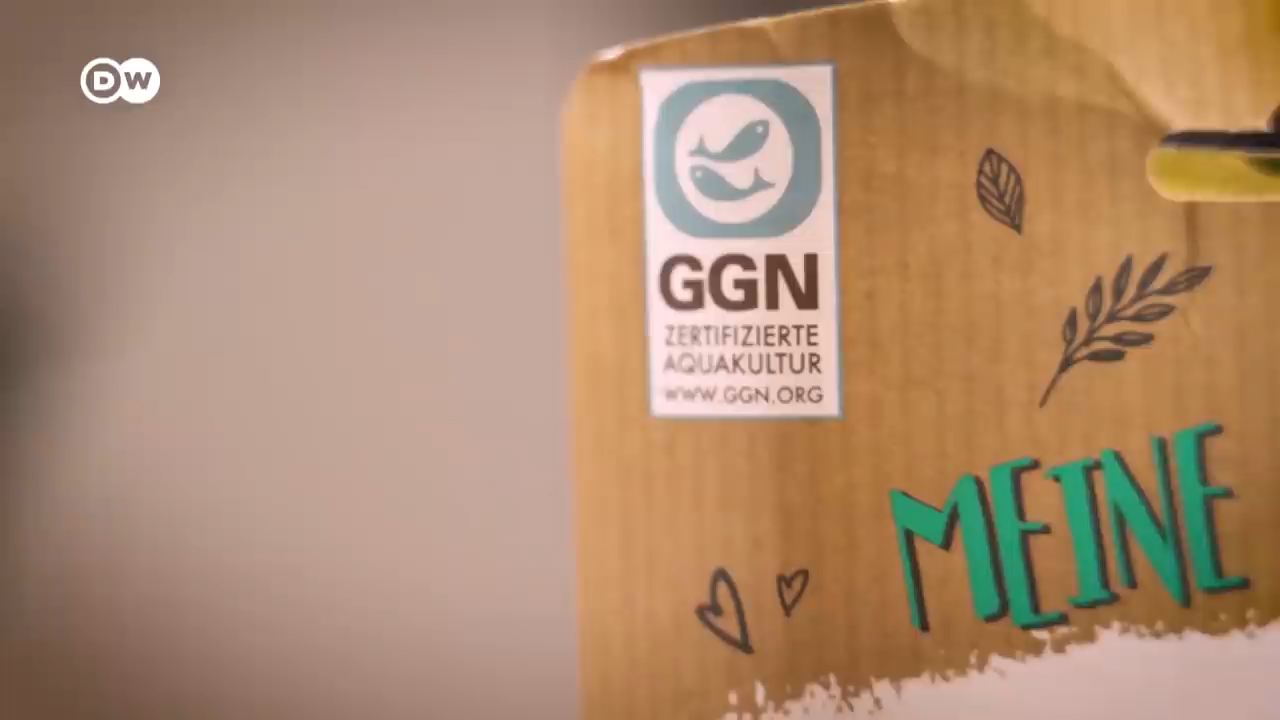 DW
GGN
ZERTIFIZIERTE
AQUAKULTUR
WWW.GGN.ORG
MEINE